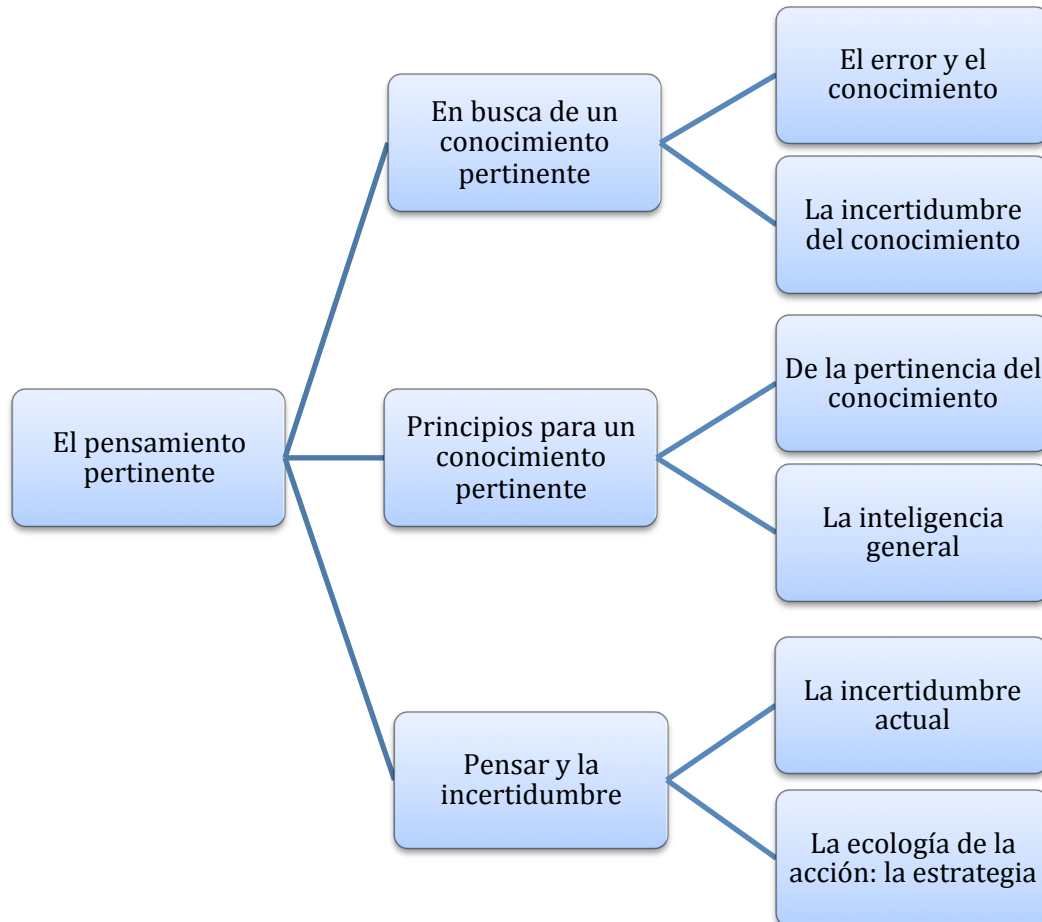 El pensamiento
pertinente
En busca de un
conocimiento
pertinente
El error y el
conocimiento
La incertidumbre
del conocimiento
Principios para un
conocimiento
pertinente
De la pertinencia del
conocimiento
La inteligencia
general
Pensar y la
incertidumbre
La incertidumbre
actual
La ecología de la
acción: la estrategia